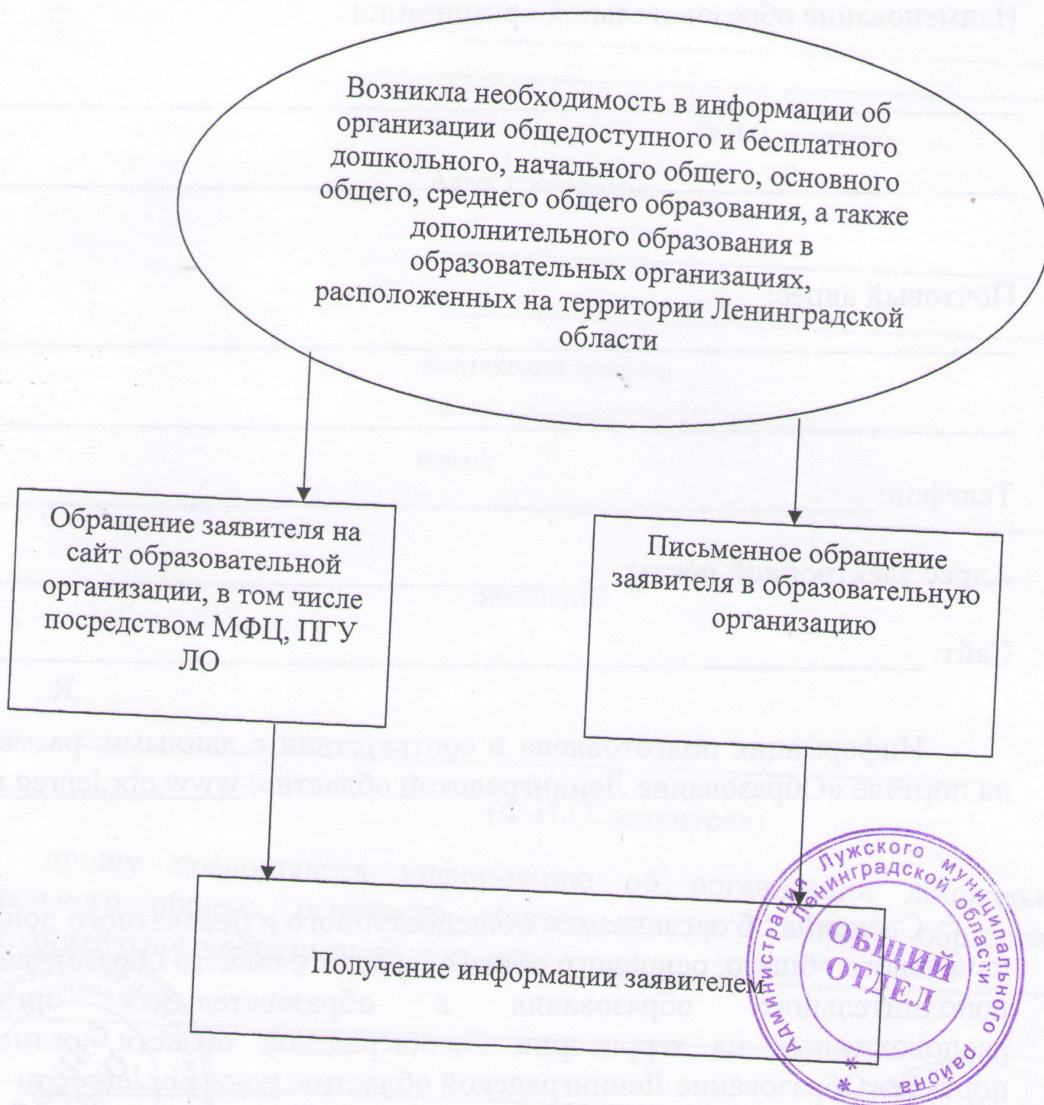 Возникла необходимость в информации об
организации общедоступного и бесплатного
дошкольного, начального общего, основного
общего, среднего общего образования, а также
дополнительного образования в
образовательных организациях,
расположенных на территории Ленинградской
области
Обращение заявителя на
сайт образовательной
организации, в том числе
посредством МФЦ, ПГУ
ЛО
Письменное обращение
заявителя в образовательную
организацию
Получение информации заявителем
Администрация Лужского муниципального района
Ленинградской области
ОБЩИЙ
ОТДЕЛ